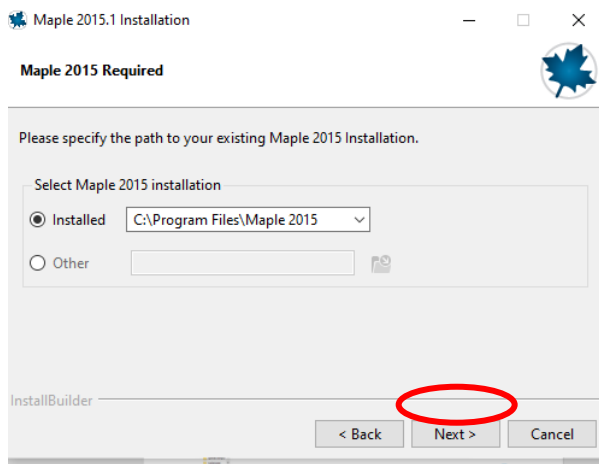 Maple 2015.1 Installation
Maple 2015 Required
Please specify the path to your existing Maple 2015 Installation.
Select Maple 2015 installation
Installed C:\Program Files\Maple 2015
Other
InstallBuilder
< Back Next > Cancel